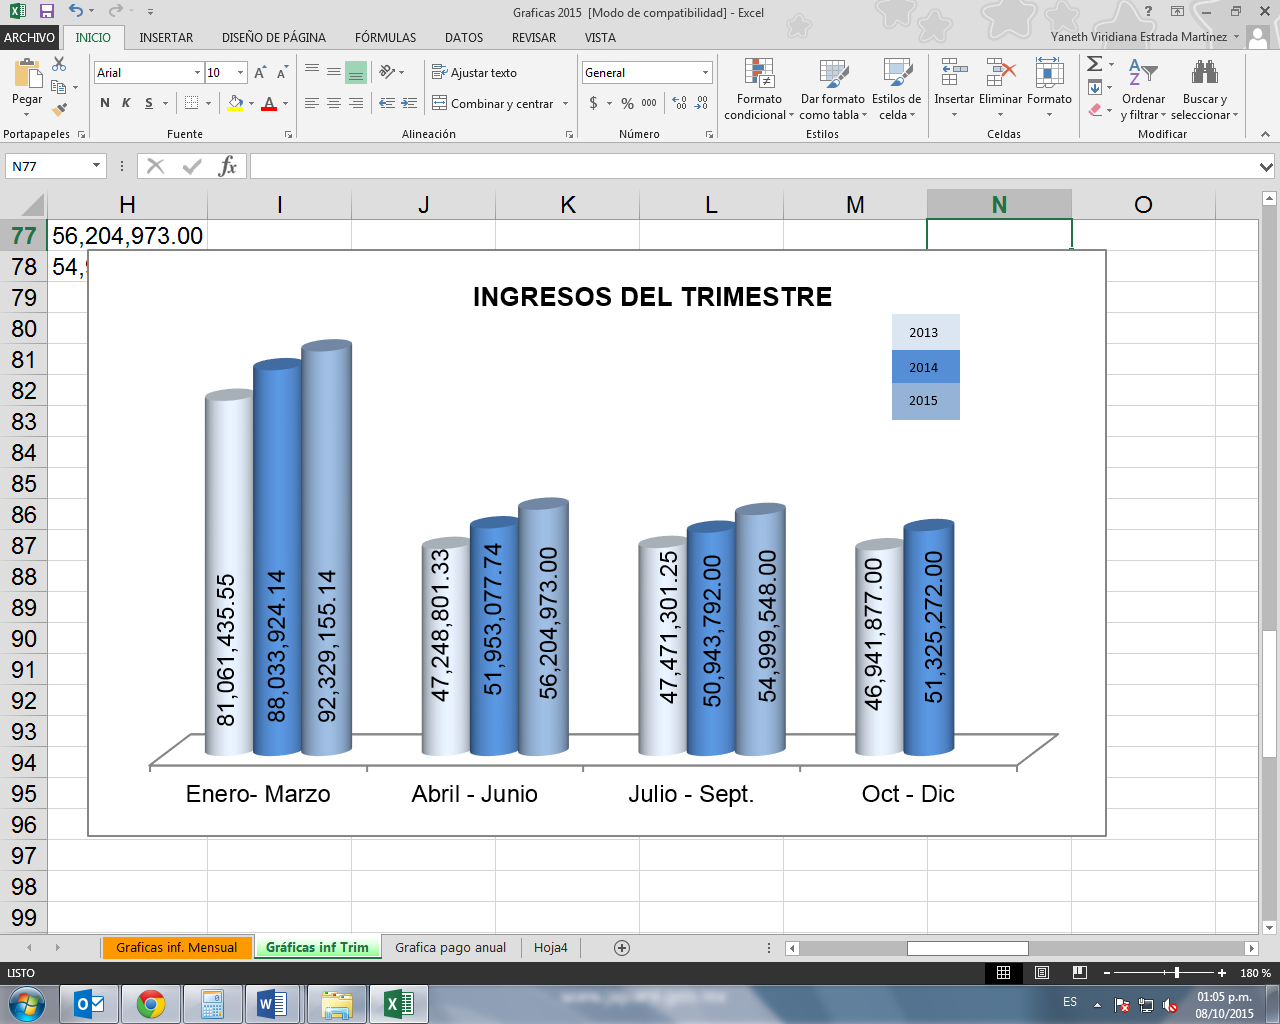 Graficas 2015 [Modo de compatibilidad] - Excel
ARCHIVO INICIO INSERTAR DISEÑO DE PÁGINA FÓRMULAS DATOS REVISAR VISTA Yaneth Viridiana Estrada Martinez
Pegar
Portapapeles
Arial 10
N K S
Fuente
Ajustar texto
Combinar y centrar
Alineación
General
$ % 000
Número
Formato condicional
Dar formato como tabla
Estilos de celda
Estilos
Insertar Eliminar Formato
Celdas
Ordenar y filtrar
Buscar y seleccionar
Modificar
N77
fx
H I J K L M N O
77 56,204,973.00
78 54,
79
80
81
82
83
84
85
86
87
88
89
90
91
92
93
94
95
96
97
98
99
INGRESOS DEL TRIMESTRE
2013
2014
2015
81,061,435.55
88,033,924.14
92,329,155.14
47,248,801.33
51,953,077.74
56,204,973.00
47,471,301.25
50,943,792.00
54,999,548.00
46,941,877.00
51,325,272.00
Enero- Marzo Abril - Junio Julio - Sept. Oct - Dic
Graficas inf. Mensual Gráficas inf Trim Grafica pago anual Hoja4
LISTO 180 %
ES 01:05 p.m.
08/10/2015